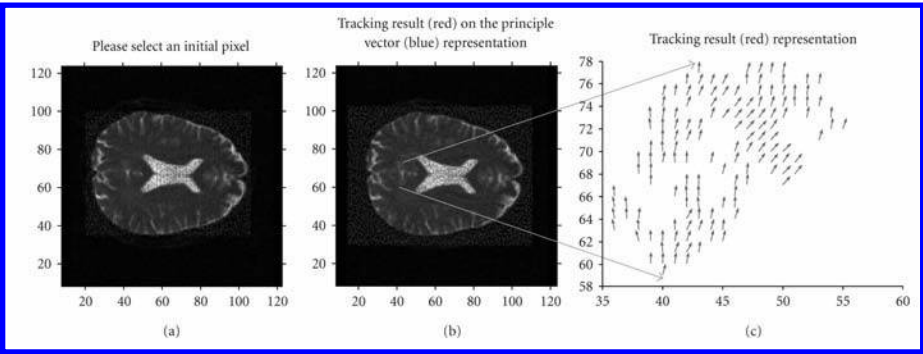 Please select an initial pixel
120
100
80
60
40
20
20 40 60 80 100 120
(a)
Tracking result (red) on the principle
vector (blue) representation
120
100
80
60
40
20
20 40 60 80 100 120
(b)
Tracking result (red) representation
78
76
74
72
70
68
66
64
62
60
58
35 40 45 50 55 60
(c)